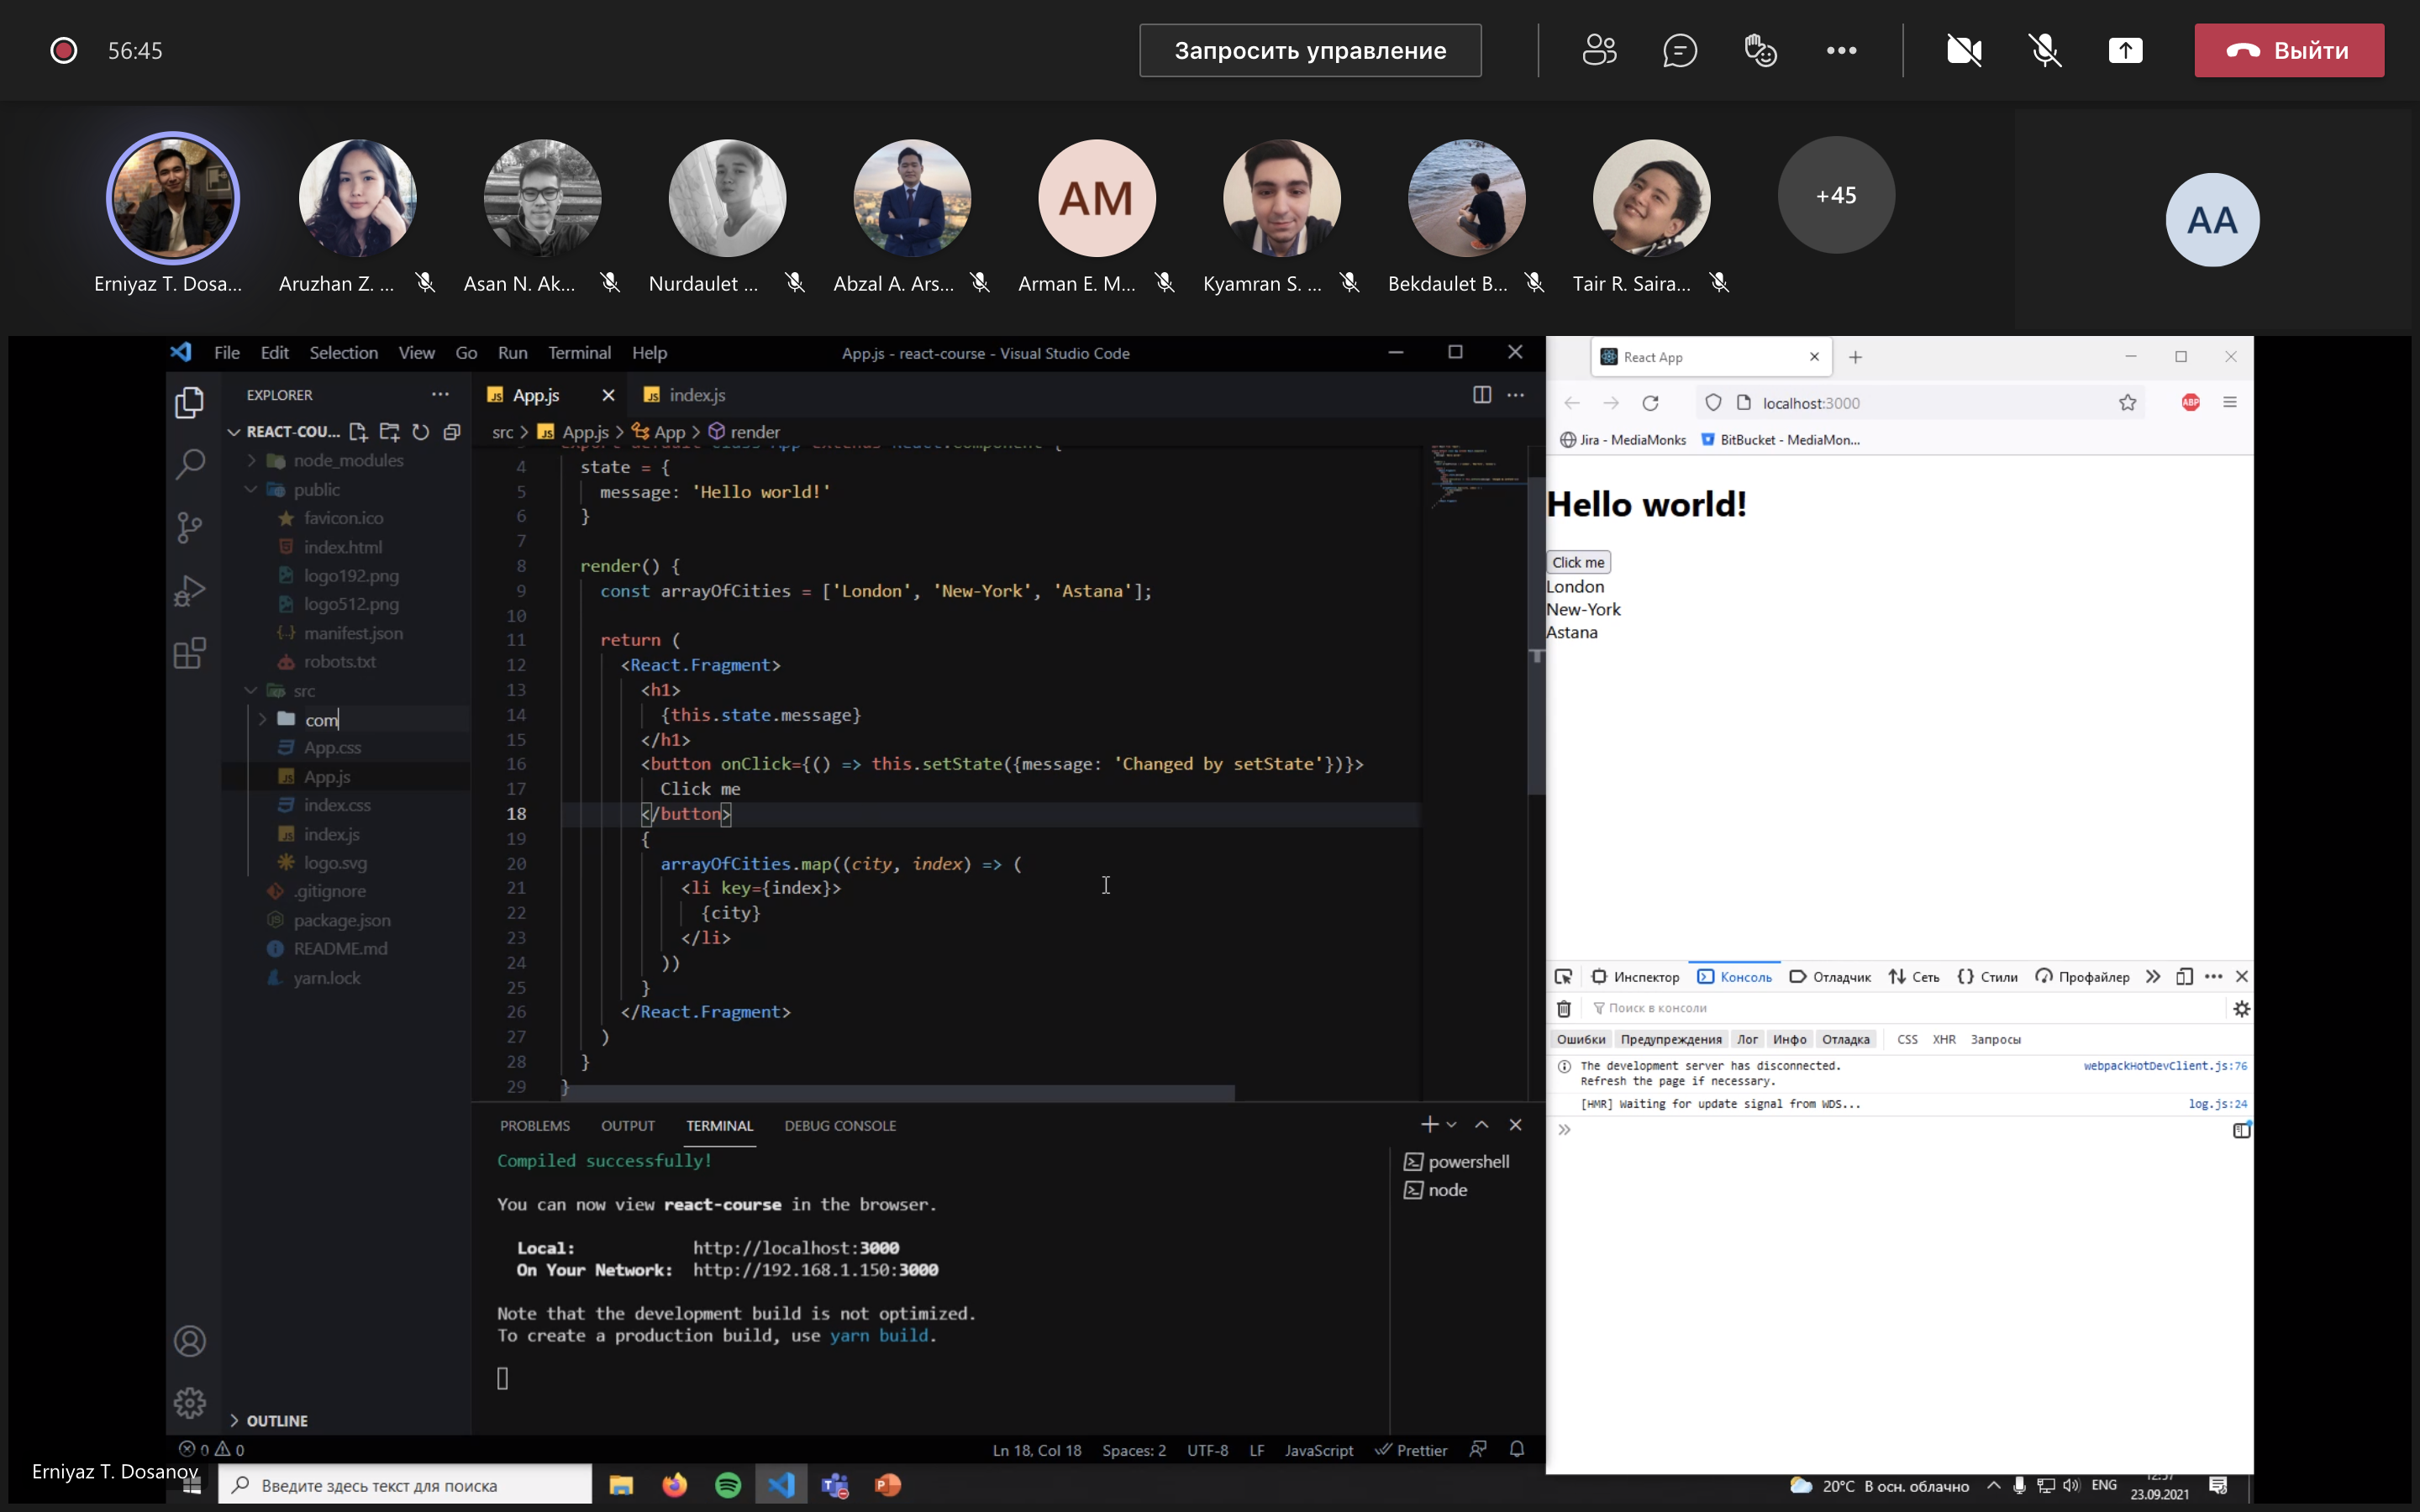 56:45
Запросить управление
Выйти
Erniyaz T. Dosa...
Aruzhan Z. ...
Asan N. Ak...
Nurdaulet ...
Abzal A. Ars...
AM
Arman E. M...
Kyamran S. ...
Bekdaulet B...
Tair R. Saira...
+45
AA
File Edit Selection View Go Run Terminal Help
App.js - react-course - Visual Studio Code
EXPLORER
REACT-COU...
node_modules
public
favicon.ico
index.html
logo192.png
logo512.png
manifest.json
robots.txt
src
com
App.css
App.js
index.css
index.js
logo.svg
.gitignore
package.json
README.md
yarn.lock
OUTLINE
JS App.js
JS index.js
src > JS App.js > App > render
export default class App extends React.Component {
4 state = {
5 message: 'Hello world!'
6 }
7
8 render() {
9 const arrayOfCities = ['London', 'New-York', 'Astana'];
10
11 return (
12 <React.Fragment>
13 <h1>
14 {this.state.message}
15 </h1>
16 <button onClick={() => this.setState({message: 'Changed by setState'})}>
17 Click me
18 </button>
19 {
20 arrayOfCities.map((city, index) => (
21 <li key={index}>
22 {city}
23 </li>
24 ))
25 }
26 </React.Fragment>
27 )
28 }
29 }
PROBLEMS OUTPUT TERMINAL DEBUG CONSOLE
Compiled successfully!
You can now view react-course in the browser.
Local: http://localhost:3000
On Your Network: http://192.168.1.150:3000
Note that the development build is not optimized.
To create a production build, use yarn build.
powershell
node
0 0
Ln 18, Col 18 Spaces: 2 UTF-8 LF JavaScript Prettier
React App
localhost:3000
ABP
Jira - MediaMonks
BitBucket - MediaMon...
Hello world!
Click me
London
New-York
Astana
Инспектор Консоль Отладчик Сеть Стили Профайлер
Поиск в консоли
Ошибки Предупреждения Лог Инфо Отладка CSS XHR Запросы
The development server has disconnected. webpackHotDevClient.js:76
Refresh the page if necessary.
[HMR] Waiting for update signal from WDS... log.js:24
Erniyaz T. Dosanov
Введите здесь текст для поиска
20°C В осн. облачно
ENG
12:57
23.09.2021